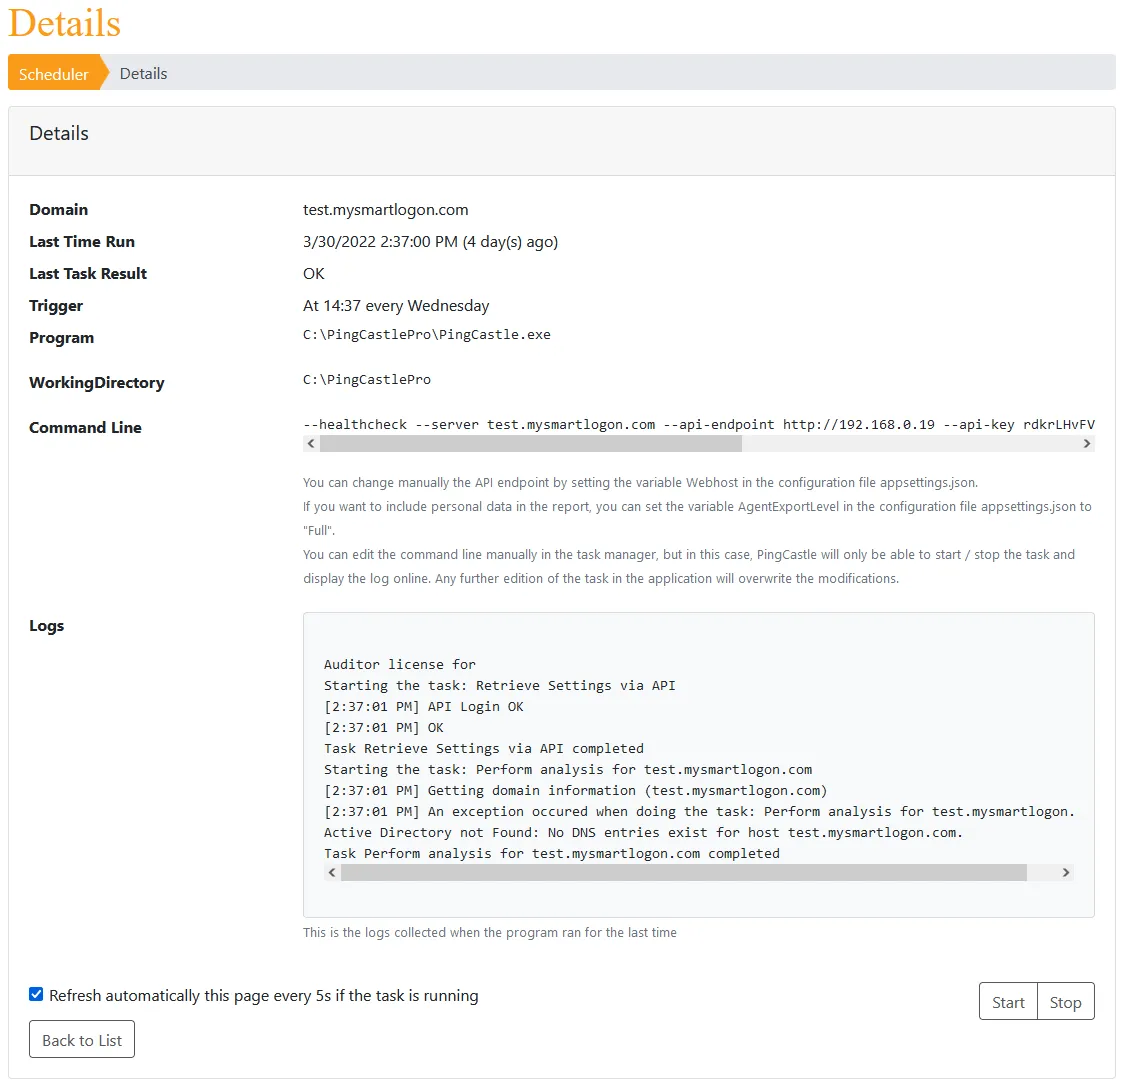 Details
Scheduler
Details
Details
Domain test.mysmartlogon.com
Last Time Run 3/30/2022 2:37:00 PM (4 day(s) ago)
Last Task Result OK
Trigger At 14:37 every Wednesday
Program C:\PingCastlePro\PingCastle.exe
WorkingDirectory C:\PingCastlePro
Command Line --healthcheck --server test.mysmartlogon.com --api-endpoint http://192.168.0.19 --api-key rdkrLHvFV
You can change manually the API endpoint by setting the variable Webhost in the configuration file appsettings.json.
If you want to include personal data in the report, you can set the variable AgentExportLevel in the configuration file appsettings.json to
"Full".
You can edit the command line manually in the task manager, but in this case, PingCastle will only be able to start / stop the task and
display the log online. Any further edition of the task in the application will overwrite the modifications.
Logs
Auditor license for
Starting the task: Retrieve Settings via API
[2:37:01 PM] API Login OK
[2:37:01 PM] OK
Task Retrieve Settings via API completed
Starting the task: Perform analysis for test.mysmartlogon.com
[2:37:01 PM] Getting domain information (test.mysmartlogon.com)
[2:37:01 PM] An exception occured when doing the task: Perform analysis for test.mysmartlogon.
Active Directory not Found: No DNS entries exist for host test.mysmartlogon.com.
Task Perform analysis for test.mysmartlogon.com completed
This is the logs collected when the program ran for the last time
Refresh automatically this page every 5s if the task is running
Start Stop
Back to List